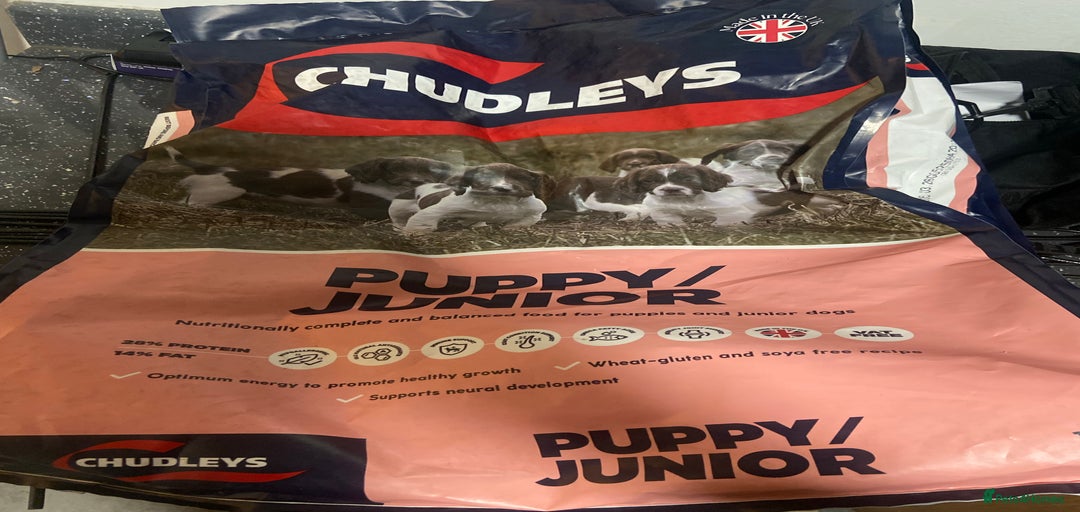 Made in the UK
CHUDLEYS
PUPPY/
JUNIOR
Nutritionally complete and balanced food for puppies and junior dogs
28% PROTEIN
14% FAT
VAT
FREE
Optimum energy to promote healthy growth
Wheat-gluten and soya free recipe
Supports neural development
PUPPY/
JUNIOR
CHUDLEYS